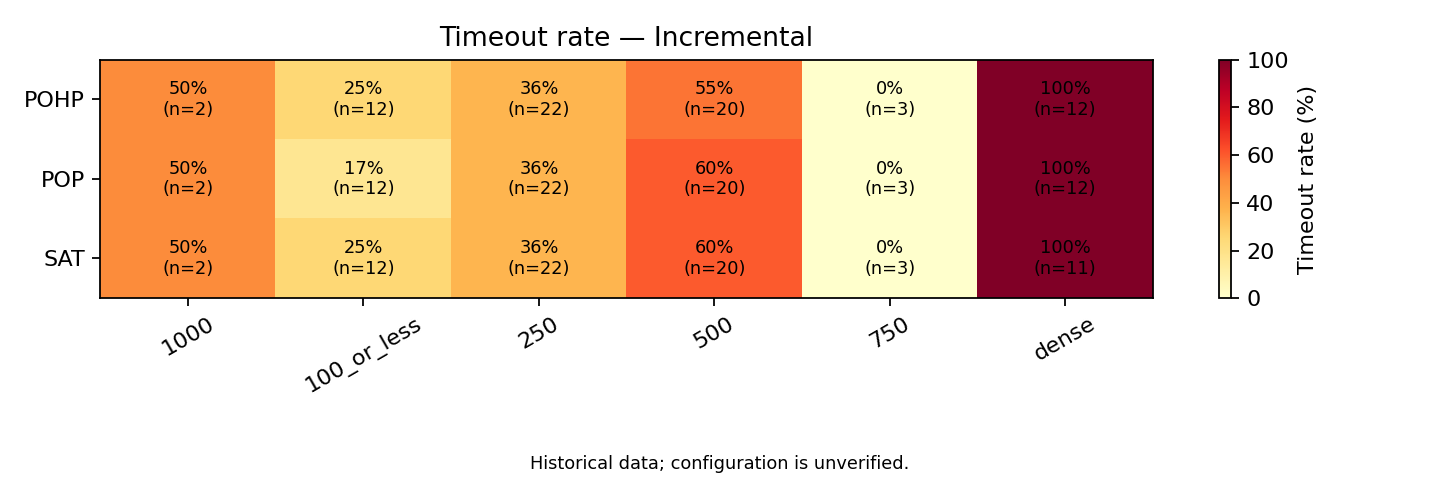 Timeout rate — Incremental
POHP
50%
(n=2)
25%
(n=12)
36%
(n=22)
55%
(n=20)
0%
(n=3)
100%
(n=12)
POP
50%
(n=2)
17%
(n=12)
36%
(n=22)
60%
(n=20)
0%
(n=3)
100%
(n=12)
SAT
50%
(n=2)
25%
(n=12)
36%
(n=22)
60%
(n=20)
0%
(n=3)
100%
(n=11)
1000
100_or_less
250
500
750
dense
100
80
60
40
20
0
Timeout rate (%)
Historical data; configuration is unverified.